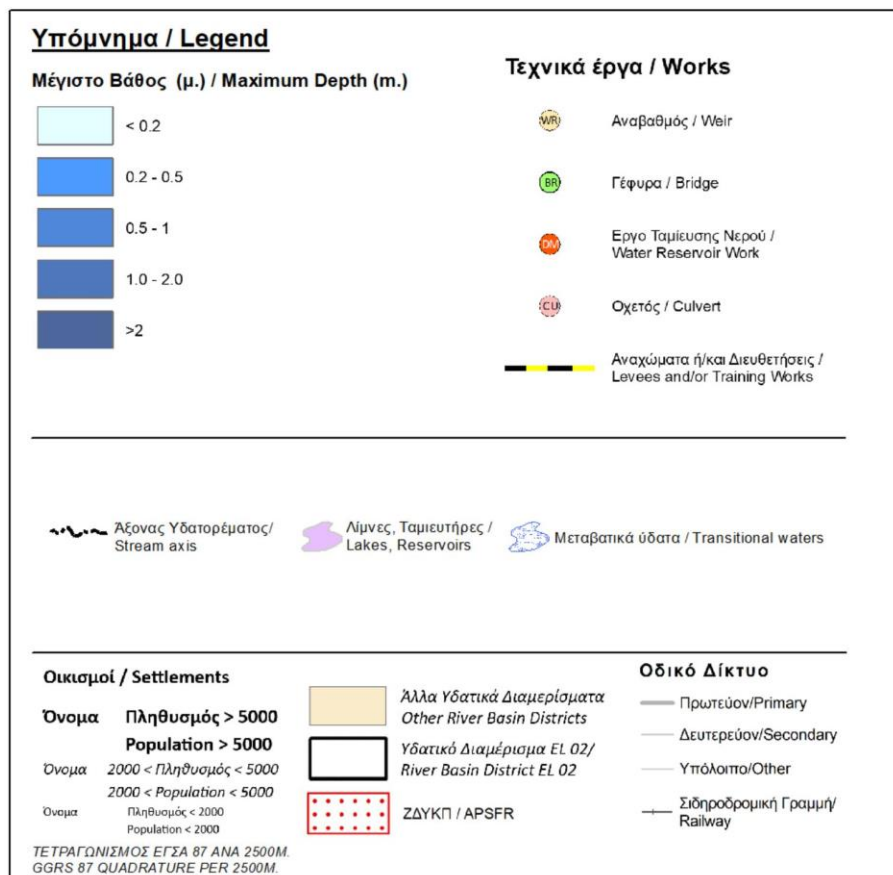 Υπόμνημα / Legend
Μέγιστο Βάθος (μ.) / Maximum Depth (m.)
< 0.2
0.2 - 0.5
0.5 - 1
1.0 - 2.0
>2
Τεχνικά έργα / Works
WR
Αναβαθμός / Weir
BR
Γέφυρα / Bridge
DM
Εργο Ταμίευσης Νερού /
Water Reservoir Work
CU
Οχετός / Culvert
Αναχώματα ή/και Διευθετήσεις /
Levees and/or Training Works
Άξονας Υδατορέματος/
Stream axis
Λίμνες, Ταμιευτήρες /
Lakes, Reservoirs
Μεταβατικά ύδατα / Transitional waters
Οικισμοί / Settlements
Όνομα Πληθυσμός > 5000
Population > 5000
Όνομα 2000 < Πληθυσμός < 5000
2000 < Population < 5000
Όνομα Πληθυσμός < 2000
Population < 2000
ΤΕΤΡΑΓΩΝΙΣΜΟΣ ΕΓΣΑ 87 ΑΝΑ 2500Μ.
GGRS 87 QUADRATURE PER 2500M.
Άλλα Υδατικά Διαμερίσματα
Other River Basin Districts
Υδατικό Διαμέρισμα EL 02/
River Basin District EL 02
ΖΔΥΚΠ / APSFR
Οδικό Δίκτυο
Πρωτεύον/Primary
Δευτερεύον/Secondary
Υπόλοιπο/Other
Σιδηροδρομική Γραμμή/
Railway